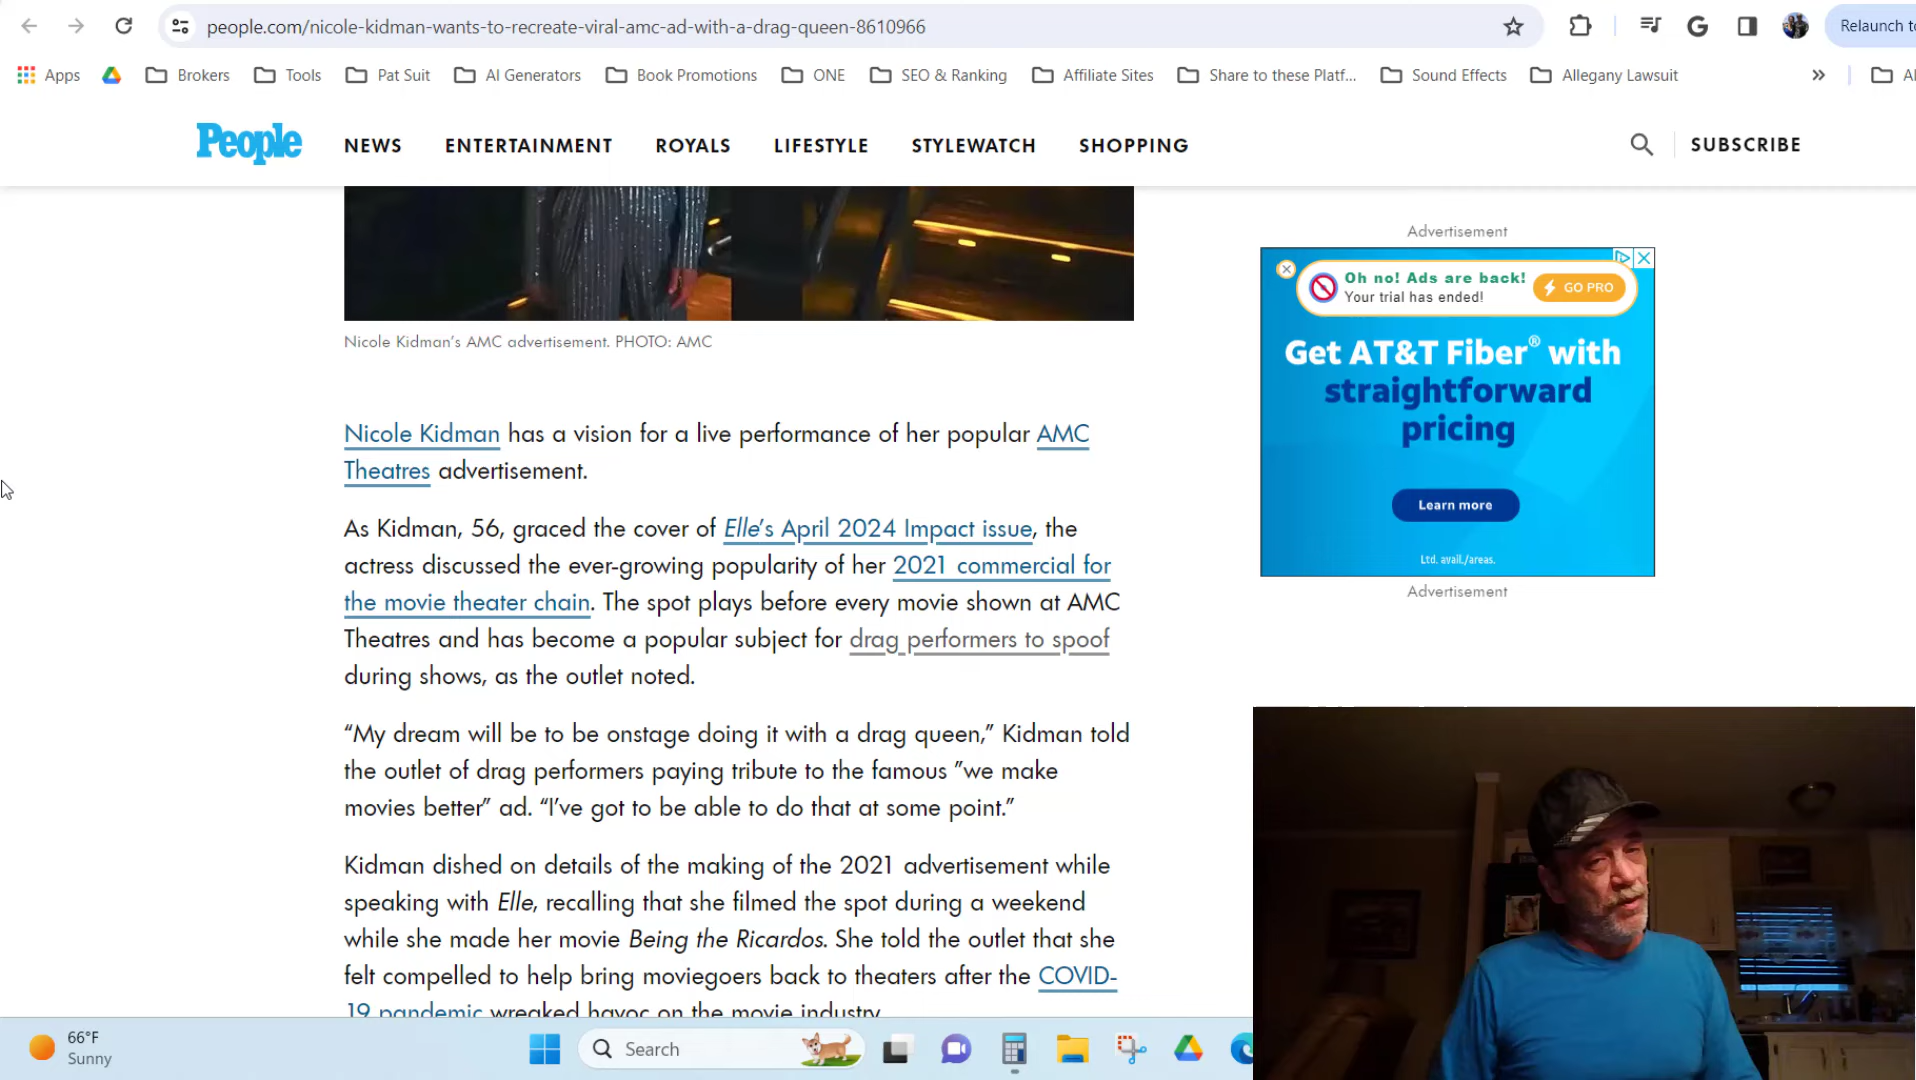 people.com/nicole-kidman-wants-to-recreate-viral-amc-ad-with-a-drag-queen-8610966
Relaunch to
Apps
Brokers
Tools
Pat Suit
AI Generators
Book Promotions
ONE
SEO & Ranking
Affiliate Sites
Share to these Platf...
Sound Effects
Allegany Lawsuit
»
People
NEWS
ENTERTAINMENT
ROYALS
LIFESTYLE
STYLEWATCH
SHOPPING
SUBSCRIBE
Nicole Kidman's AMC advertisement. PHOTO: AMC
Nicole Kidman has a vision for a live performance of her popular AMC
Theatres advertisement.
As Kidman, 56, graced the cover of Elle's April 2024 Impact issue, the
actress discussed the ever-growing popularity of her 2021 commercial for
the movie theater chain. The spot plays before every movie shown at AMC
Theatres and has become a popular subject for drag performers to spoof
during shows, as the outlet noted.
“My dream will be to be onstage doing it with a drag queen,” Kidman told
the outlet of drag performers paying tribute to the famous ”we make
movies better” ad. “I've got to be able to do that at some point.”
Kidman dished on details of the making of the 2021 advertisement while
speaking with Elle, recalling that she filmed the spot during a weekend
while she made her movie Being the Ricardos. She told the outlet that she
felt compelled to help bring moviegoers back to theaters after the COVID-
19 pandemic wreaked havoc on the movie industry.
Advertisement
Oh no! Ads are back!
Your trial has ended!
GO PRO
Get AT&T Fiber® with
straightforward
pricing
Learn more
Ltd. avail./areas.
Advertisement
66°F
Sunny
Search